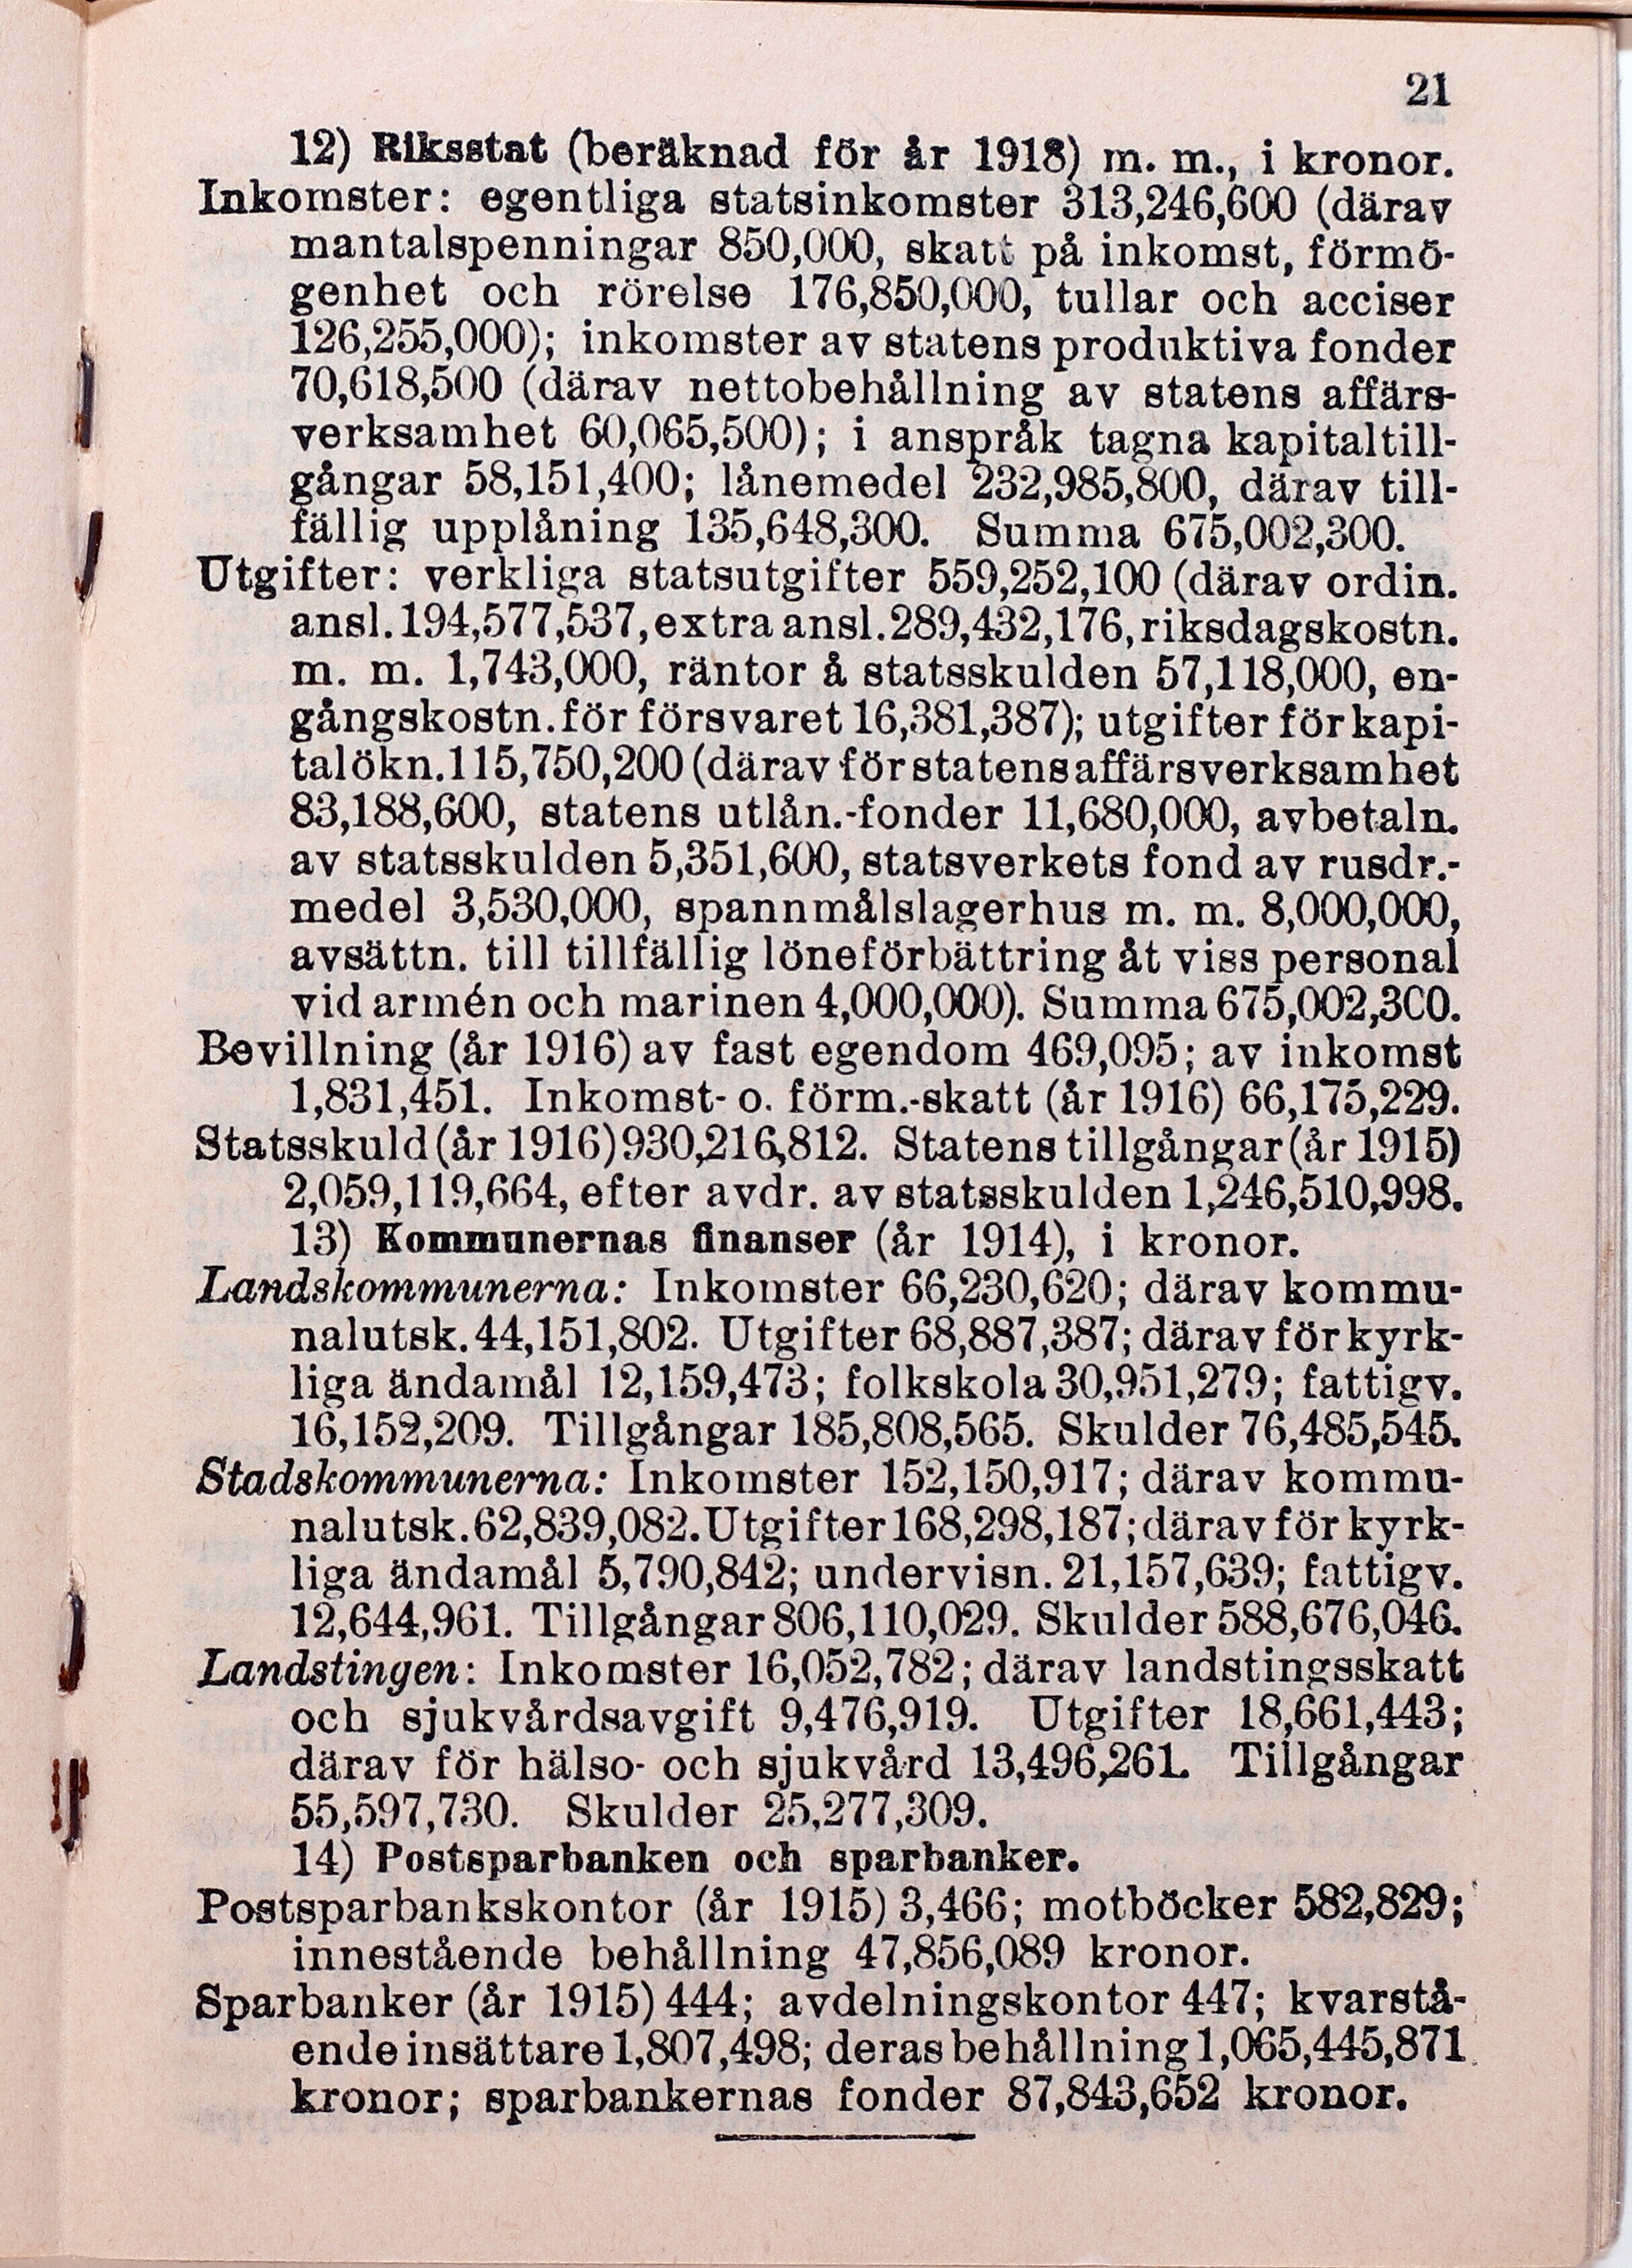 21
12) Riksstat (beräknad för år 1918) m. m., i kronor.
Inkomster: egentliga statsinkomster 313,246,600 (därav
mantalspenningar 850,000, skatt på inkomst, förmö-
genhet och rörelse 176,850,000, tullar och acciser
126,255,000); inkomster av statens produktiva fonder
70,618,500 (därav nettobehållning av statens affärs-
verksamhet 60,065,500); i anspråk tagna kapitaltill-
gångar 58,151,400; lånemedel 232,985,800, därav till-
fällig upplåning 135,648,300. Summa 675,002,300.
Utgifter: verkliga statsutgifter 559,252,100 (därav ordin.
ansl. 194,577,537, extra ansl. 289,432,176, riksdagskostn.
m. m. 1,743,000, räntor å statsskulden 57,118,000, en-
gångskostn. för försvaret 16,381,387); utgifter för kapi-
talökn. 115,750,200 (därav för statens affärsverksamhet
83,188,600, statens utlån.-fonder 11,680,000, avbetaln.
av statsskulden 5,351,600, statsverkets fond av rusdr.-
medel 3,530,000, spannmålslagerhus m. m. 8,000,000,
avsättn. till tillfällig löneförbättring åt viss personal
vid armén och marinen 4,000,000). Summa 675,002,300.
Bevillning (år 1916) av fast egendom 469,095; av inkomst
1,831,451. Inkomst- o. förm.-skatt (år 1916) 66,175,229.
Statsskuld (år 1916) 930,216,812. Statens tillgångar (år 1915)
2,059,119,664, efter avdr. av statsskulden 1,246,510,998.
13) Kommunernas finanser (år 1914), i kronor.
Landskommunerna: Inkomster 66,230,620; därav kommu-
nalutsk. 44,151,802. Utgifter 68,887,387; därav för kyrk-
liga ändamål 12,159,473; folkskola 30,951,279; fattigv.
16,152,209. Tillgångar 185,808,565. Skulder 76,485,545.
Stadskommunerna: Inkomster 152,150,917; därav kommu-
nalutsk. 62,839,082. Utgifter 168,298,187; därav för kyrk-
liga ändamål 5,790,842; undervisn. 21,157,639; fattigv.
12,644,961. Tillgångar 806,110,029. Skulder 588,676,046.
Landstingen: Inkomster 16,052,782; därav landstingsskatt
och sjukvårdsavgift 9,476,919. Utgifter 18,661,443;
därav för hälso- och sjukvård 13,496,261. Tillgångar
55,597,730. Skulder 25,277,309.
14) Postsparbanken och sparbanker.
Postsparbankskontor (år 1915) 3,466; motböcker 582,829;
innestående behållning 47,856,089 kronor.
Sparbanker (år 1915) 444; avdelningskontor 447; kvarstå-
ende insättare 1,807,498; deras behållning 1,065,445,871
kronor; sparbankernas fonder 87,843,652 kronor.